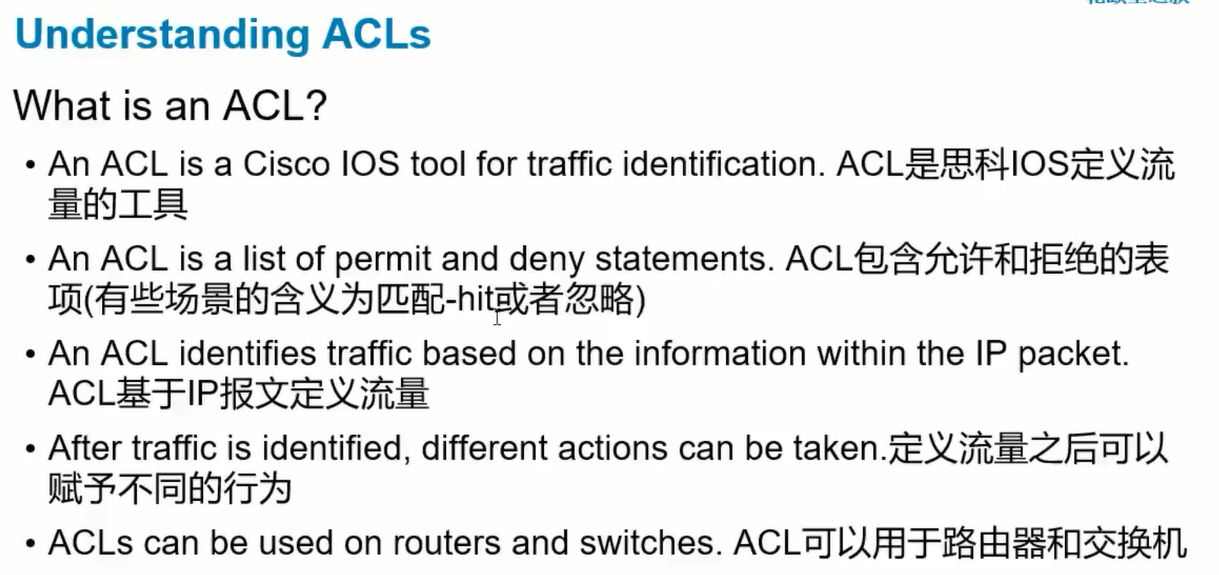 Understanding ACLs
What is an ACL?
• An ACL is a Cisco IOS tool for traffic identification. ACL是思科IOS定义流
量的工具
• An ACL is a list of permit and deny statements. ACL包含允许和拒绝的表
项(有些场景的含义为匹配-hit或者忽略)
• An ACL identifies traffic based on the information within the IP packet.
ACL基于IP报文定义流量
• After traffic is identified, different actions can be taken.定义流量之后可以
赋予不同的行为
• ACLs can be used on routers and switches. ACL可以用于路由器和交换机